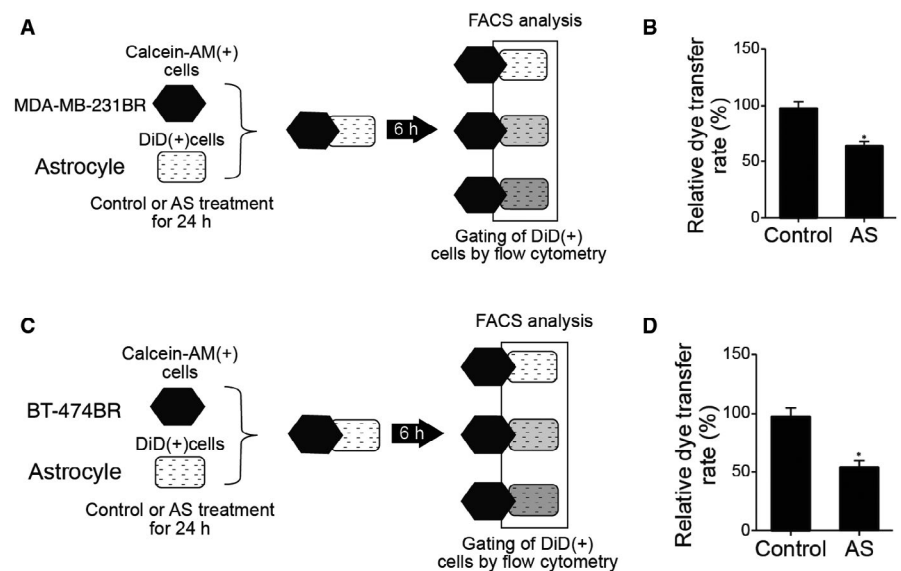 A
FACS analysis
Calcein-AM(+)
cells
MDA-MB-231BR
DiD(+)cells
Astrocyle
Control or AS treatment
for 24 h
6 h
Gating of DiD(+)
cells by flow cytometry
B
Relative dye transfer
rate (%)
150
100
50
0
*
Control
AS
C
FACS analysis
Calcein-AM(+)
cells
BT-474BR
DiD(+)cells
Astrocyle
Control or AS treatment
for 24 h
6 h
Gating of DiD(+)
cells by flow cytometry
D
Relative dye transfer
rate (%)
150
100
50
0
*
Control
AS